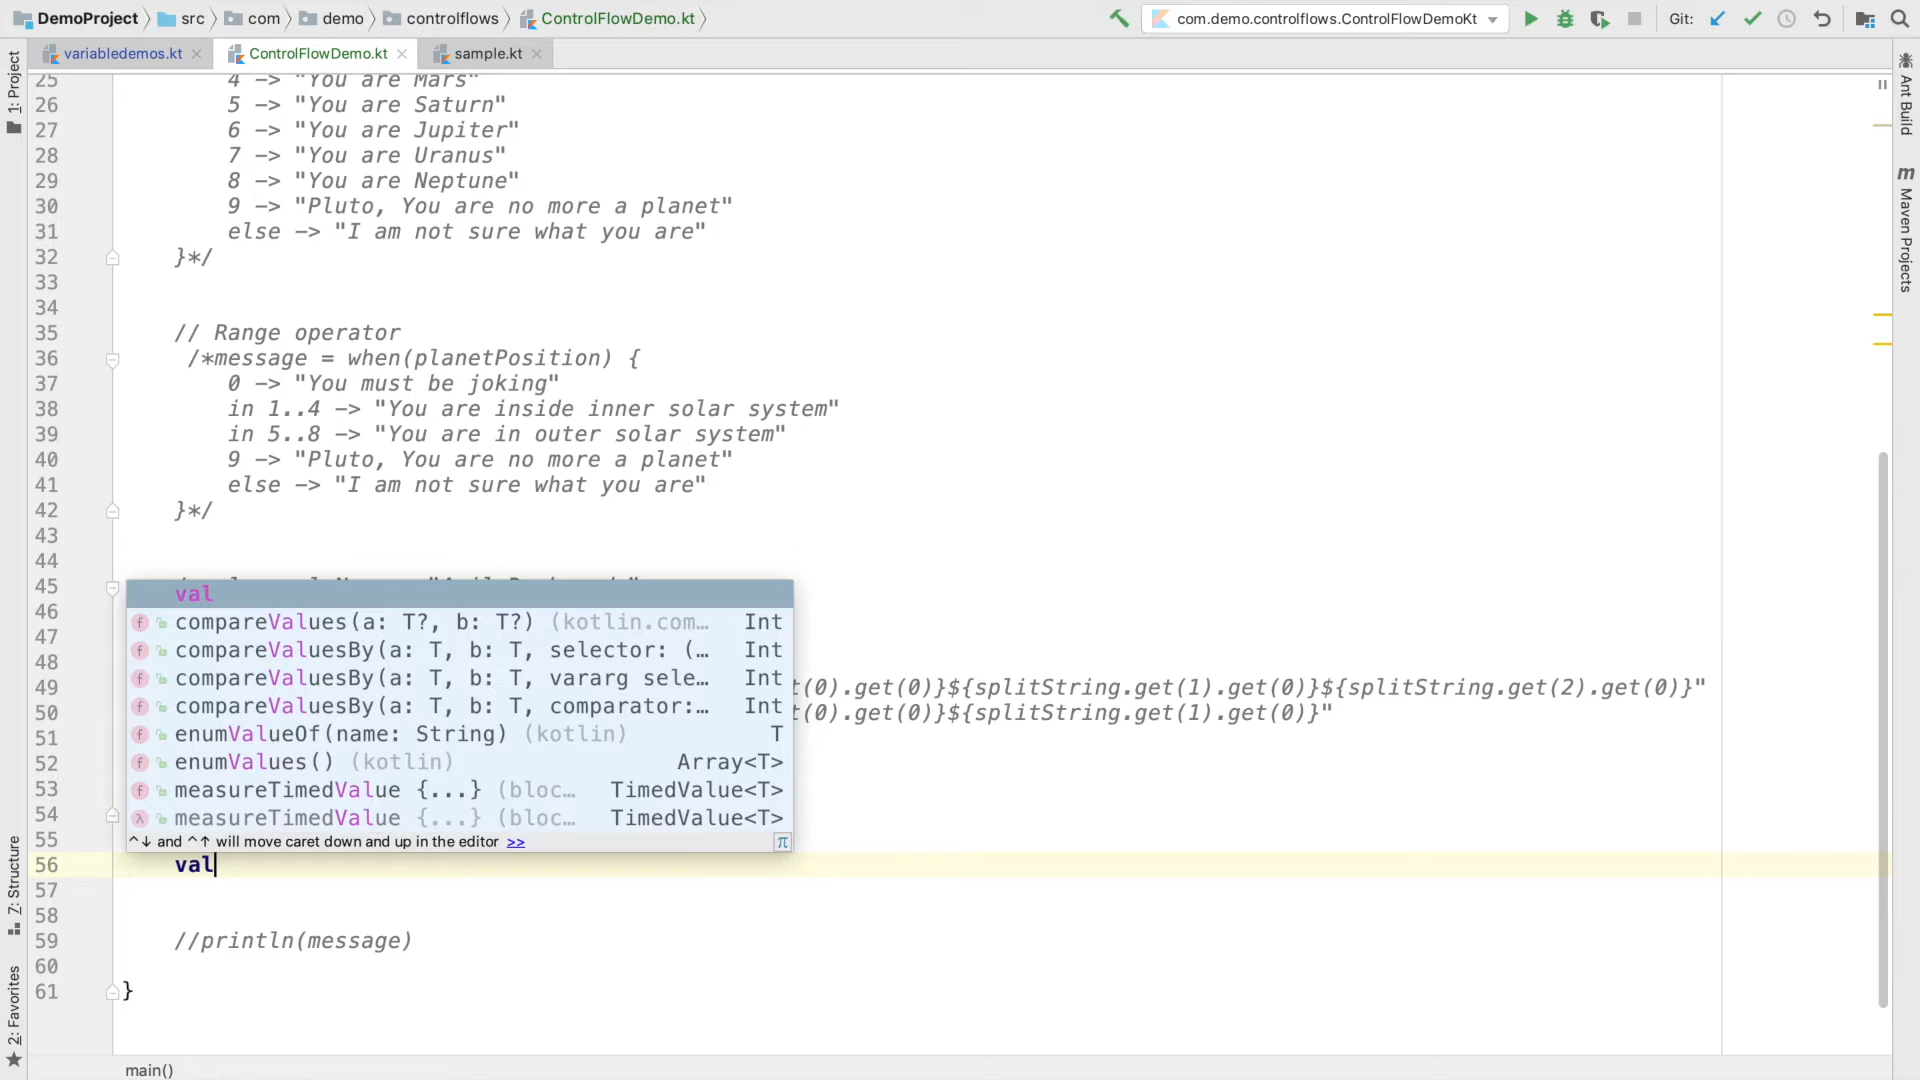 DemoProject src com demo controlflows ControlFlowDemo.kt com.demo.controlflows.ControlFlowDemoKt Git:
variabledemos.kt ControlFlowDemo.kt sample.kt
1: Project
Ant Build
Maven Projects
7: Structure
2: Favorites
25 4 -> "You are Mars"
26 5 -> "You are Saturn"
27 6 -> "You are Jupiter"
28 7 -> "You are Uranus"
29 8 -> "You are Neptune"
30 9 -> "Pluto, You are no more a planet"
31 else -> "I am not sure what you are"
32 }*/
33
34
35 // Range operator
36 /*message = when(planetPosition) {
37 0 -> "You must be joking"
38 in 1..4 -> "You are inside inner solar system"
39 in 5..8 -> "You are in outer solar system"
40 9 -> "Pluto, You are no more a planet"
41 else -> "I am not sure what you are"
42 }*/
43
44
45
val
46
compareValues(a: T?, b: T?) (kotlin.com… Int
47
compareValuesBy(a: T, b: T, selector: (… Int
48
compareValuesBy(a: T, b: T, vararg sele… Int
49 t(0).get(0)}${splitString.get(1).get(0)}${splitString.get(2).get(0)}"
compareValuesBy(a: T, b: T, comparator:… Int
50 t(0).get(0)}${splitString.get(1).get(0)}"
enumValueOf(name: String) (kotlin) T
51
enumValues() (kotlin) Array<T>
52
measureTimedValue {...} (bloc… TimedValue<T>
53
measureTimedValue {...} (bloc… TimedValue<T>
54
^↓ and ^↑ will move caret down and up in the editor >> π
55
56 val
57
58
59 //println(message)
60
61 }
main()